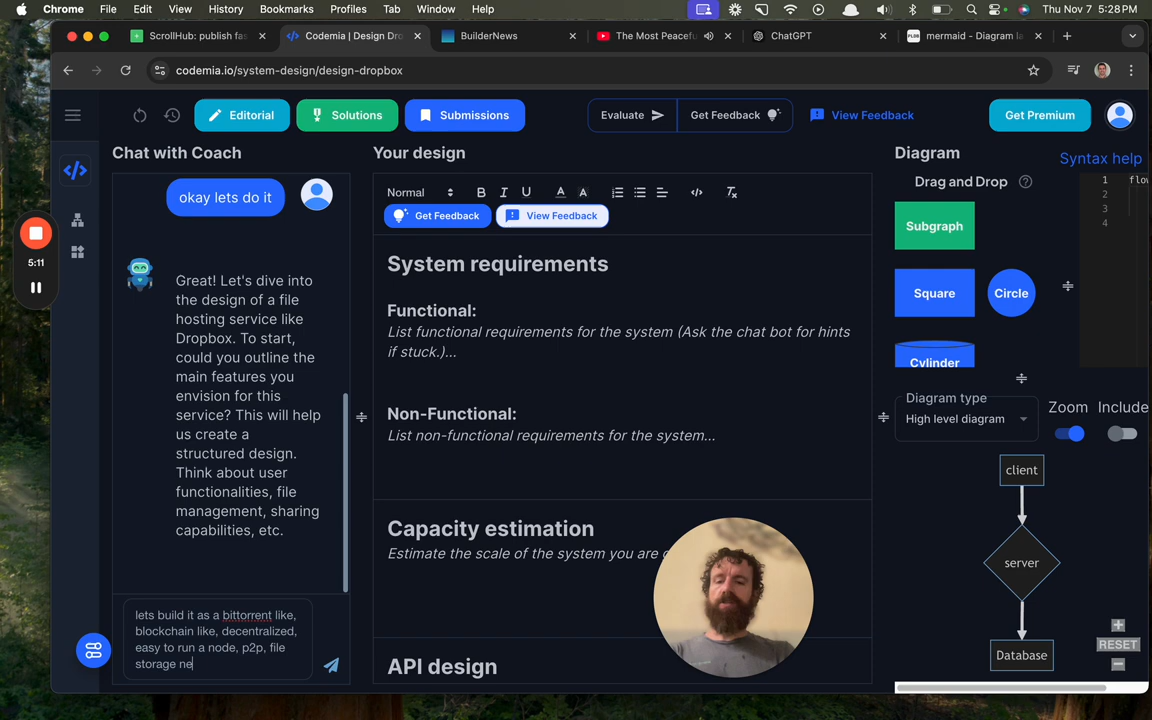 Chrome File Edit View History Bookmarks Profiles Tab Window Help Thu Nov 7 5:28 PM
ScrollHub: publish fas Codemia | Design Dro BuilderNews The Most Peacefu ChatGPT mermaid - Diagram la
codemia.io/system-design/design-dropbox
Editorial Solutions Submissions Evaluate Get Feedback View Feedback Get Premium
Chat with Coach
okay lets do it
Great! Let's dive into
the design of a file
hosting service like
Dropbox. To start,
could you outline the
main features you
envision for this
service? This will help
us create a
structured design.
Think about user
functionalities, file
management, sharing
capabilities, etc.
lets build it as a bittorrent like,
blockchain like, decentralized,
easy to run a node, p2p, file
storage ne
5:11
Your design
Normal B I U A A
Get Feedback View Feedback
System requirements
Functional:
List functional requirements for the system (Ask the chat bot for hints
if stuck.)...
Non-Functional:
List non-functional requirements for the system...
Capacity estimation
Estimate the scale of the system you are
API design
Diagram
Syntax help
Drag and Drop
Subgraph
Square Circle
Cylinder
1 flow
2
3
4
Diagram type
High level diagram
Zoom Include
client
server
Database
RESET